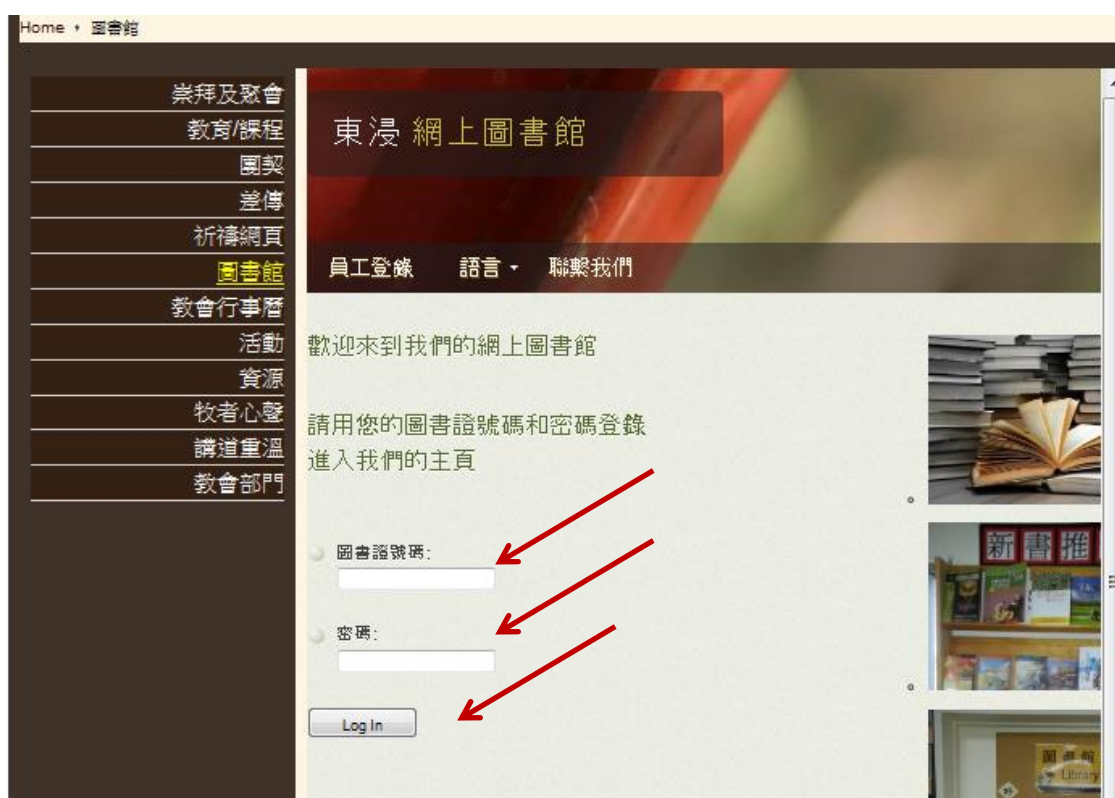 Home › 圖書館
崇拜及聚會
教育/課程
團契
差傳
祈禱網頁
圖書館
教會行事曆
活動
資源
牧者心聲
講道重溫
教會部門
東浸 網上圖書館
員工登錄 語言 聯繫我們
歡迎來到我們的網上圖書館
請用您的圖書證號碼和密碼登錄
進入我們的主頁
圖書證號碼:
密碼:
Log In
新書推
圖書館
Library